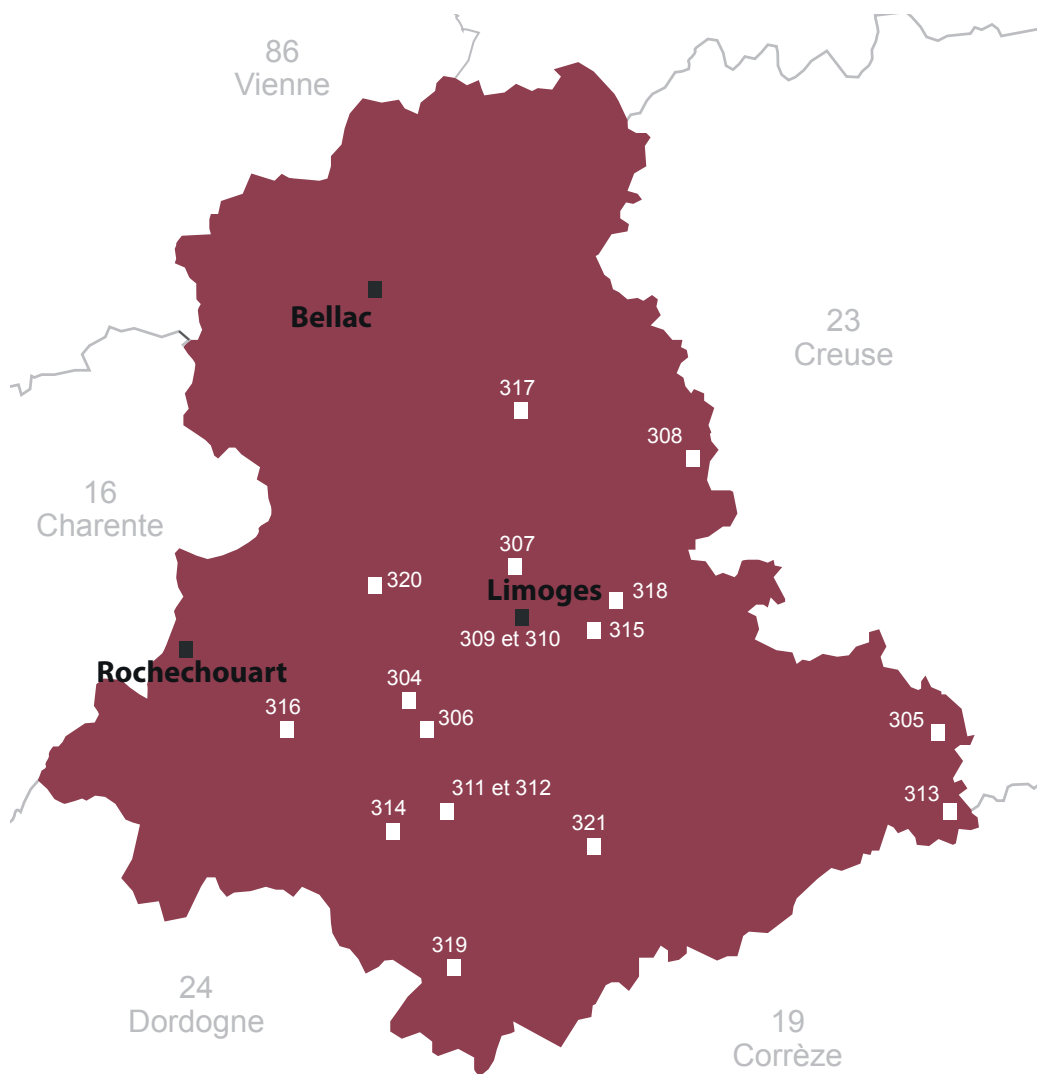 86
Vienne
Bellac
23
Creuse
317
308
16
Charente
307
320
Limoges
318
309 et 310
315
Rochechouart
304
316
306
305
311 et 312
313
314
321
319
24
Dordogne
19
Corrèze